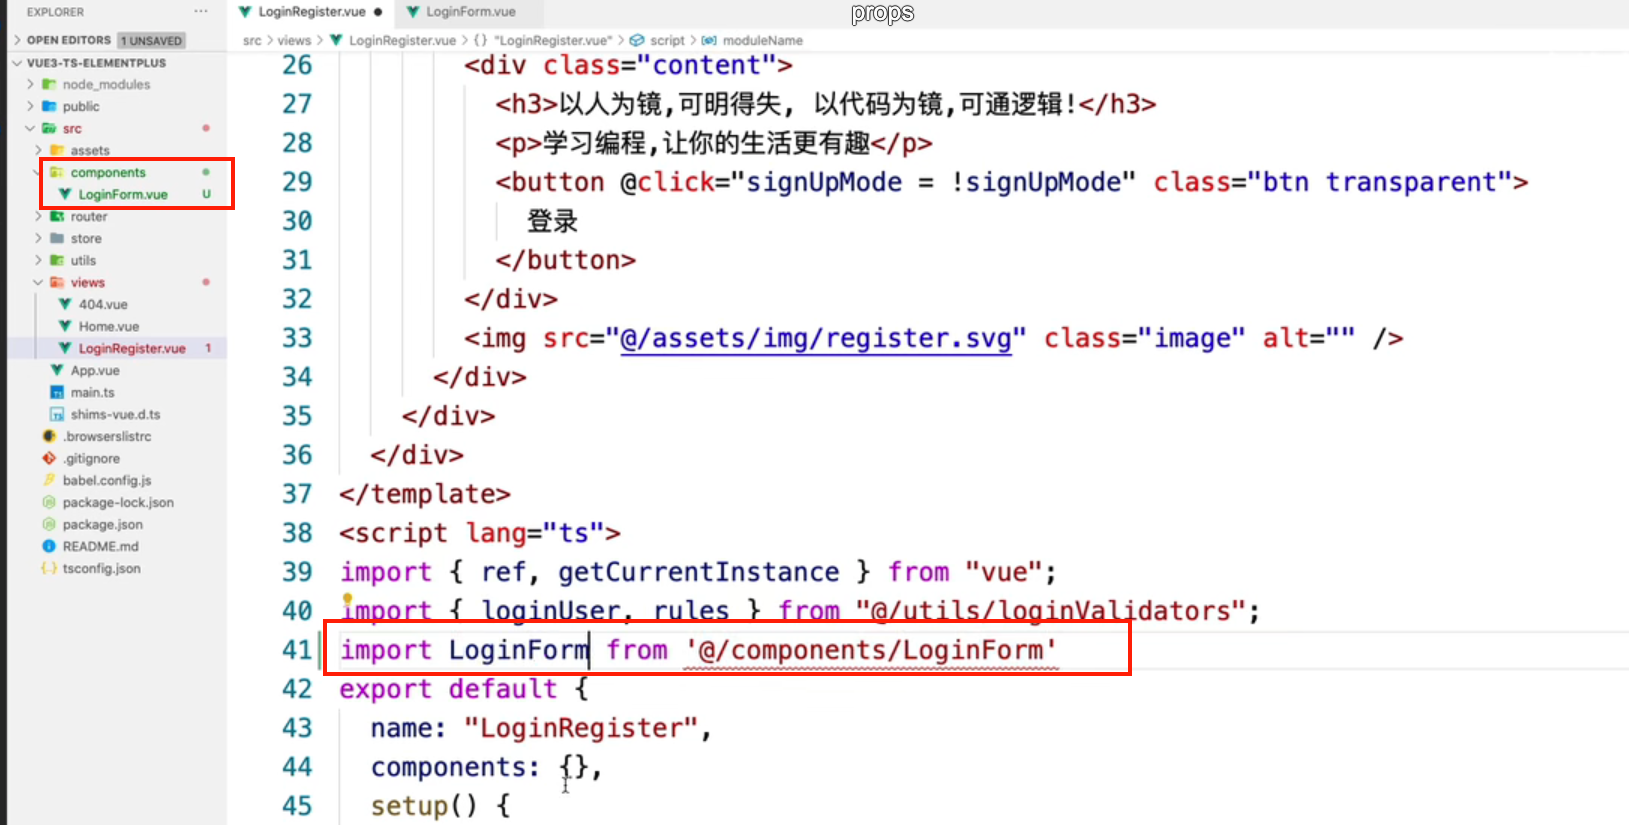 EXPLORER
OPEN EDITORS 1 UNSAVED
VUE3-TS-ELEMENTPLUS
node_modules
public
src
assets
components
LoginForm.vue U
router
store
utils
views
404.vue
Home.vue
LoginRegister.vue 1
App.vue
main.ts
shims-vue.d.ts
.browserslistrc
.gitignore
babel.config.js
package-lock.json
package.json
README.md
tsconfig.json
LoginRegister.vue
LoginForm.vue
props
src > views > LoginRegister.vue > {} "LoginRegister.vue" > script > moduleName
26 <div class="content">
27 <h3>以人为镜,可明得失, 以代码为镜,可通逻辑!</h3>
28 <p>学习编程,让你的生活更有趣</p>
29 <button @click="signUpMode = !signUpMode" class="btn transparent">
30 登录
31 </button>
32 </div>
33 <img src="@/assets/img/register.svg" class="image" alt="" />
34 </div>
35 </div>
36 </div>
37 </template>
38 <script lang="ts">
39 import { ref, getCurrentInstance } from "vue";
40 import { loginUser, rules } from "@/utils/loginValidators";
41 import LoginForm from '@/components/LoginForm'
42 export default {
43 name: "LoginRegister",
44 components: {},
45 setup() {